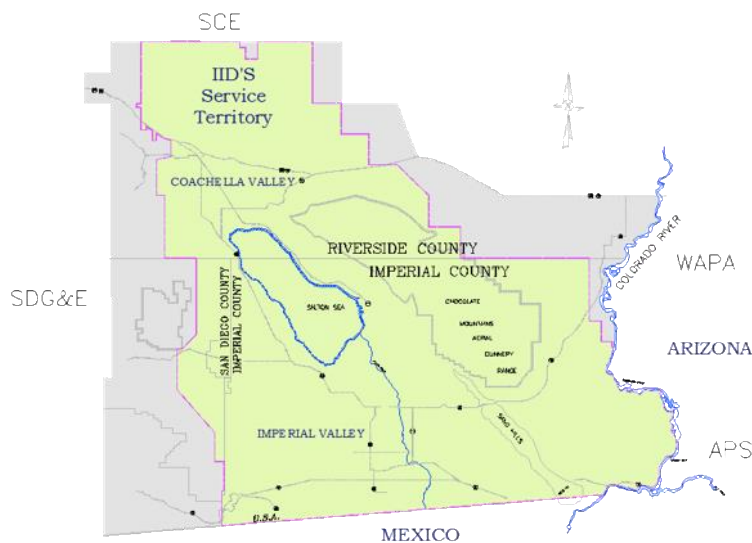 SCE
IID'S
Service
Territory
COACHELLA VALLEY
RIVERSIDE COUNTY
IMPERIAL COUNTY
COLORADO RIVER
WAPA
SDG&E
SAN DIEGO COUNTY
IMPERIAL COUNTY
SALTON SEA
CHOCOLATE
MOUNTAINS
AERIAL
GUNNERY
RANGE
ARIZONA
SAND HILLS
IMPERIAL VALLEY
APS
U.S.A.
MEXICO